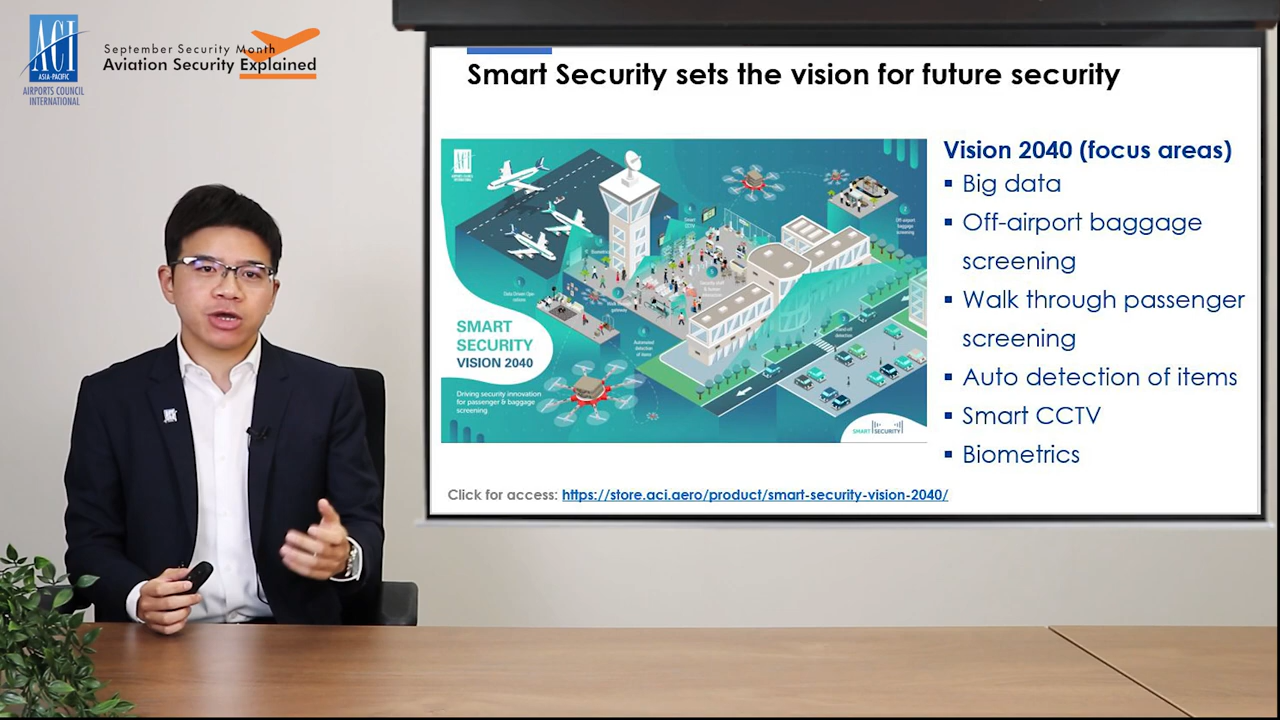 ACI
ASIA-PACIFIC
AIRPORTS COUNCIL
INTERNATIONAL
September Security Month
Aviation Security Explained
Smart Security sets the vision for future security
SMART
SECURITY
VISION 2040
Driving security innovation
for passenger & baggage
screening
SMART SECURITY
Vision 2040 (focus areas)
▪ Big data
▪ Off-airport baggage
screening
▪ Walk through passenger
screening
▪ Auto detection of items
▪ Smart CCTV
▪ Biometrics
Click for access: https://store.aci.aero/product/smart-security-vision-2040/